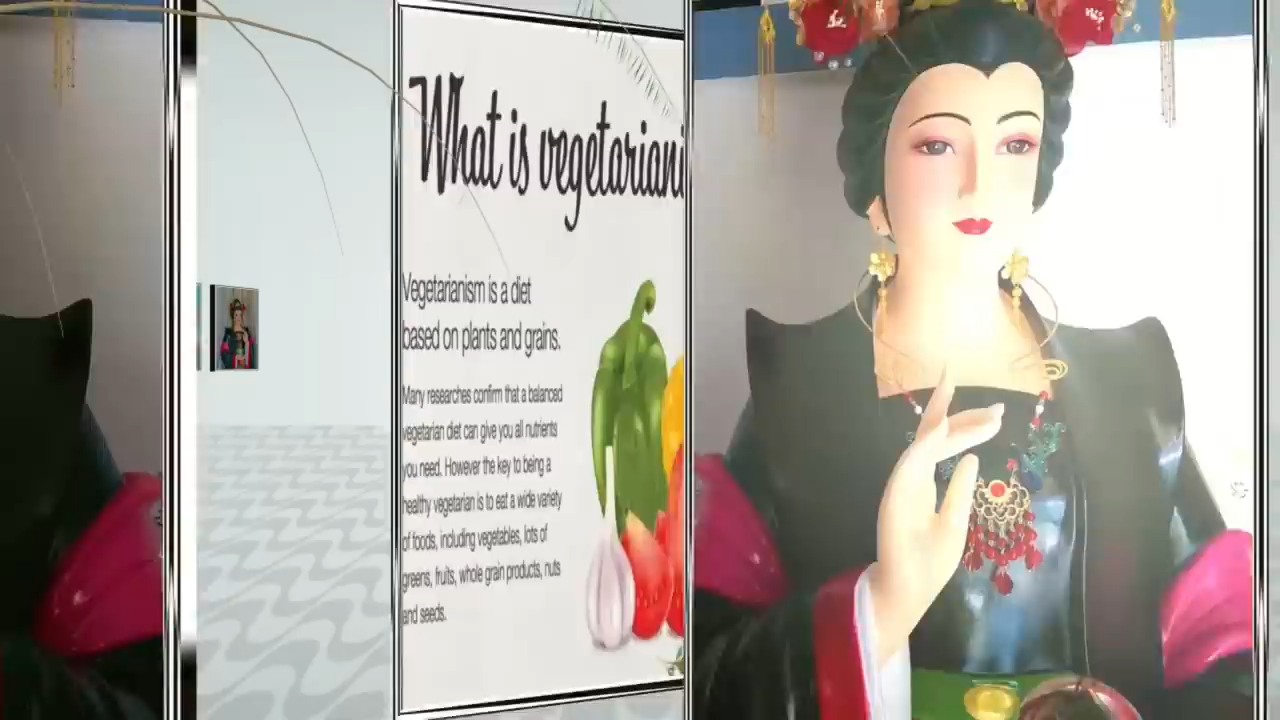 What is vegetariani
Vegetarianism is a diet
based on plants and grains.
Many researches confirm that a balanced
vegetarian diet can give you all nutrients
you need. However the key to being a
healthy vegetarian is to eat a wide variety
of foods, including vegetables, lots of
greens, fruits, whole grain products, nuts
and seeds.